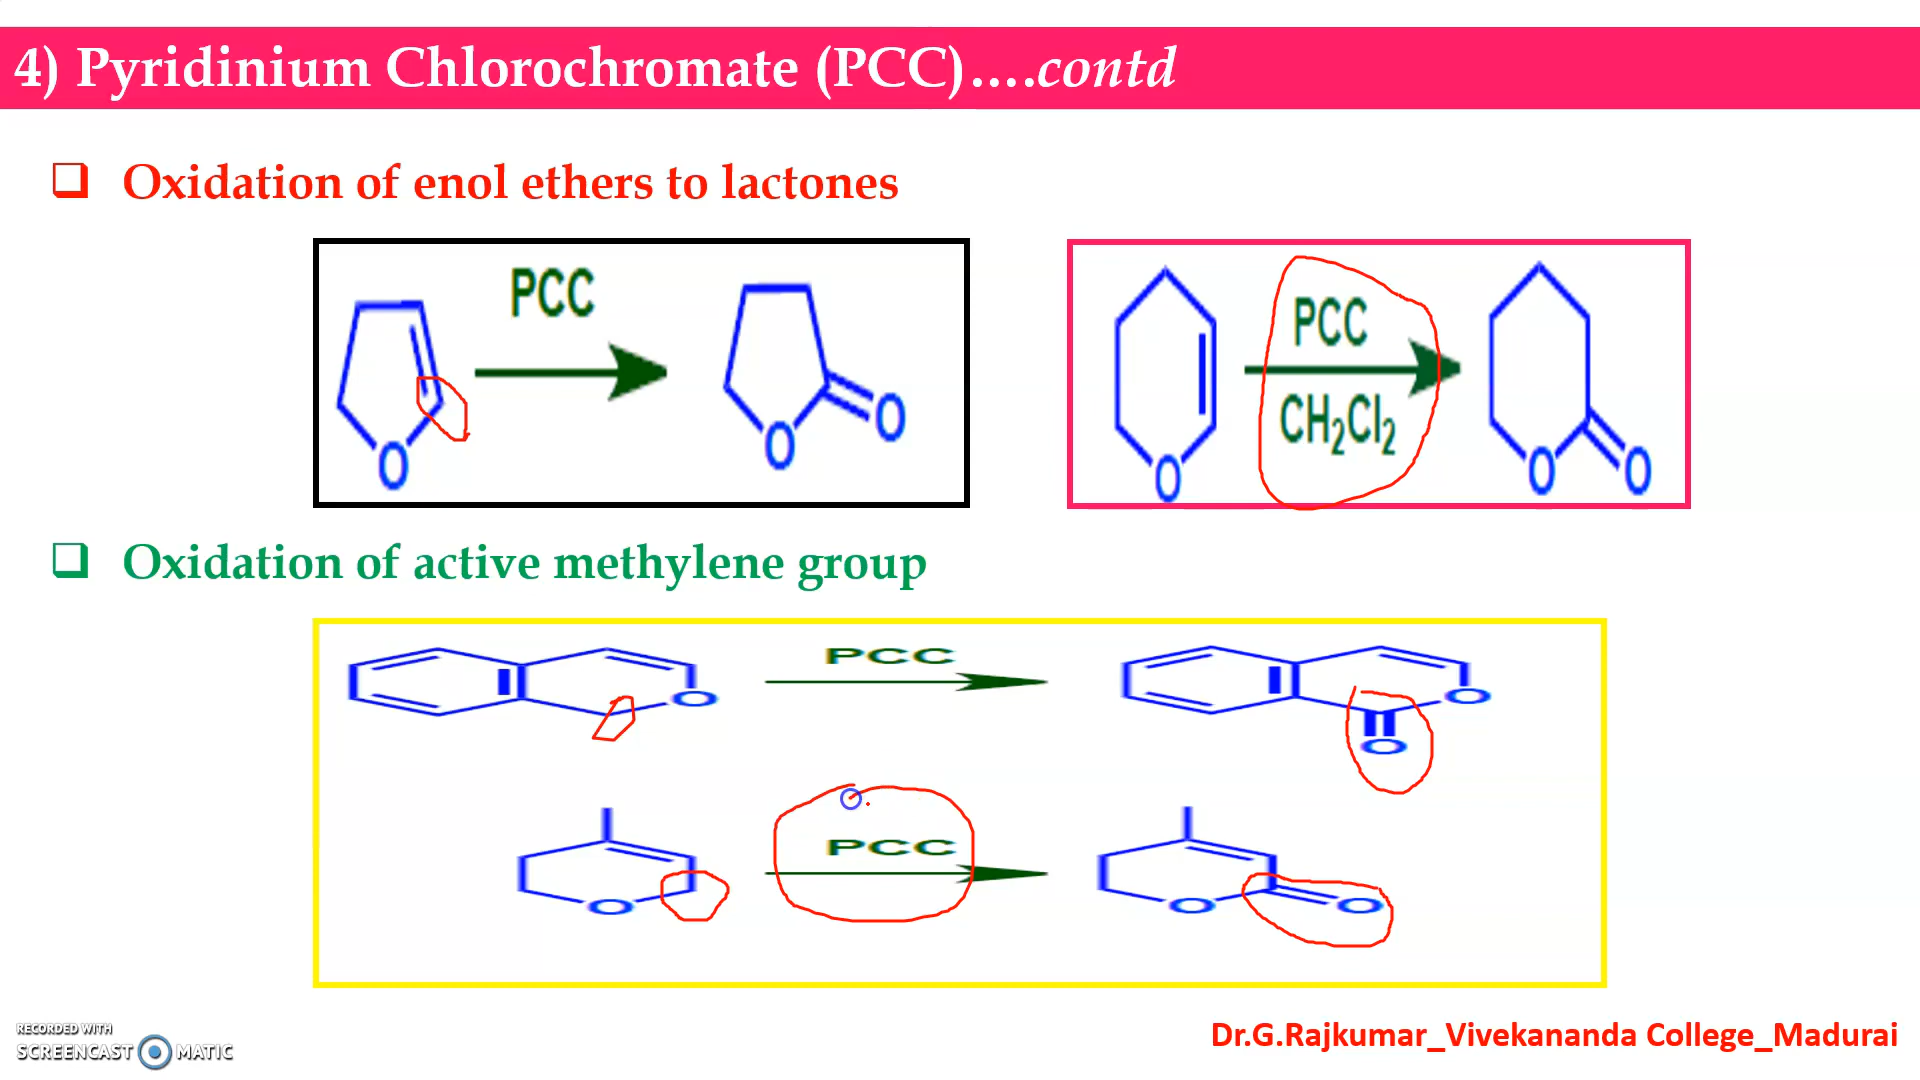 4) Pyridinium Chlorochromate (PCC)....contd
❑ Oxidation of enol ethers to lactones
PCC
O
O
O
PCC
CH₂Cl₂
O
O
O
❑ Oxidation of active methylene group
PCC
O
O
O
PCC
O
O
O
RECORDED WITH
SCREENCAST MATIC
Dr.G.Rajkumar_Vivekananda College_Madurai